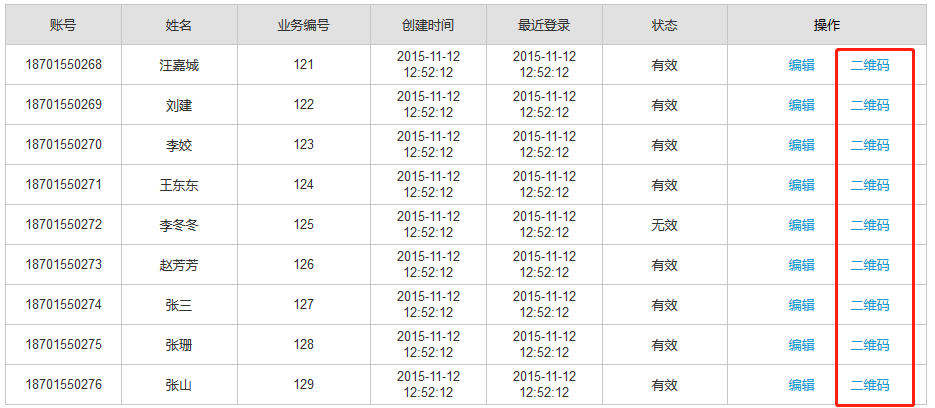 账号 姓名 业务编号 创建时间 最近登录 状态 操作
18701550268 汪嘉城 121 2015-11-12 12:52:12 2015-11-12 12:52:12 有效 编辑 二维码
18701550269 刘建 122 2015-11-12 12:52:12 2015-11-12 12:52:12 有效 编辑 二维码
18701550270 李姣 123 2015-11-12 12:52:12 2015-11-12 12:52:12 有效 编辑 二维码
18701550271 王东东 124 2015-11-12 12:52:12 2015-11-12 12:52:12 有效 编辑 二维码
18701550272 李冬冬 125 2015-11-12 12:52:12 2015-11-12 12:52:12 无效 编辑 二维码
18701550273 赵芳芳 126 2015-11-12 12:52:12 2015-11-12 12:52:12 有效 编辑 二维码
18701550274 张三 127 2015-11-12 12:52:12 2015-11-12 12:52:12 有效 编辑 二维码
18701550275 张珊 128 2015-11-12 12:52:12 2015-11-12 12:52:12 有效 编辑 二维码
18701550276 张山 129 2015-11-12 12:52:12 2015-11-12 12:52:12 有效 编辑 二维码